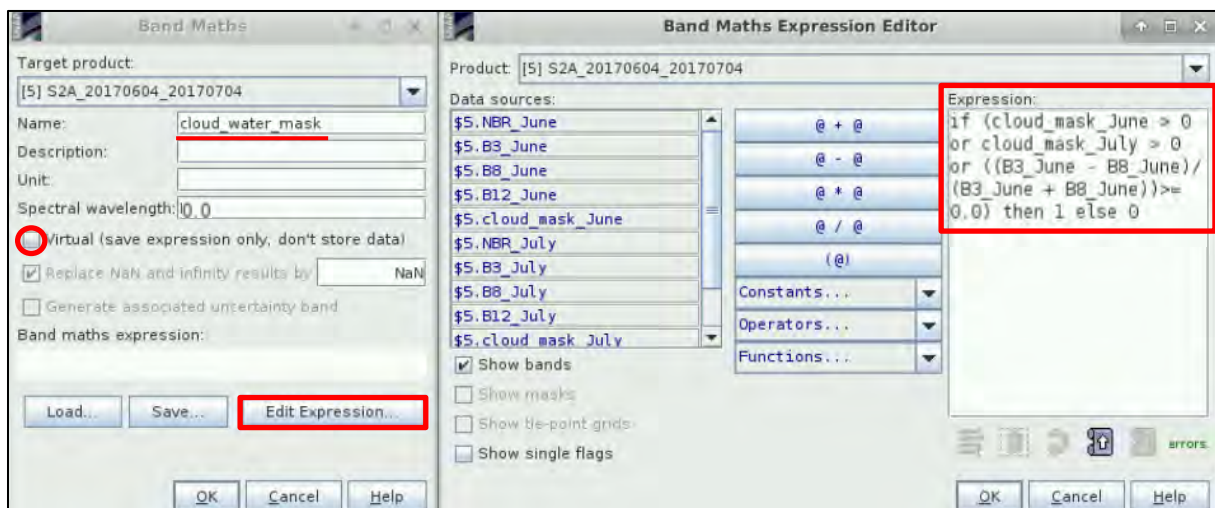 Band Maths
Target product:
[5] S2A_20170604_20170704
Name:
cloud_water_mask
Description:
Unit:
Spectral wavelength:
0.0
Virtual (save expression only, don't store data)
Replace NaN and infinity results by
NaN
Generate associated uncertainty band
Band maths expression:
Load...
Save...
Edit Expression...
OK
Cancel
Help
Band Maths Expression Editor
Product:
[5] S2A_20170604_20170704
Data sources:
$5.NBR_June
$5.B3_June
$5.B8_June
$5.B12_June
$5.cloud_mask_June
$5.NBR_July
$5.B3_July
$5.B8_July
$5.B12_July
$5.cloud_mask_July
Show bands
Show masks
Show tie-point grids
Show single flags
@ + @
@ - @
@ * @
@ / @
(@)
Constants...
Operators...
Functions...
Expression:
if (cloud_mask_June > 0
or cloud_mask_July > 0
or ((B3_June - B8_June)/
(B3_June + B8_June))>=
0.0) then 1 else 0
errors.
OK
Cancel
Help